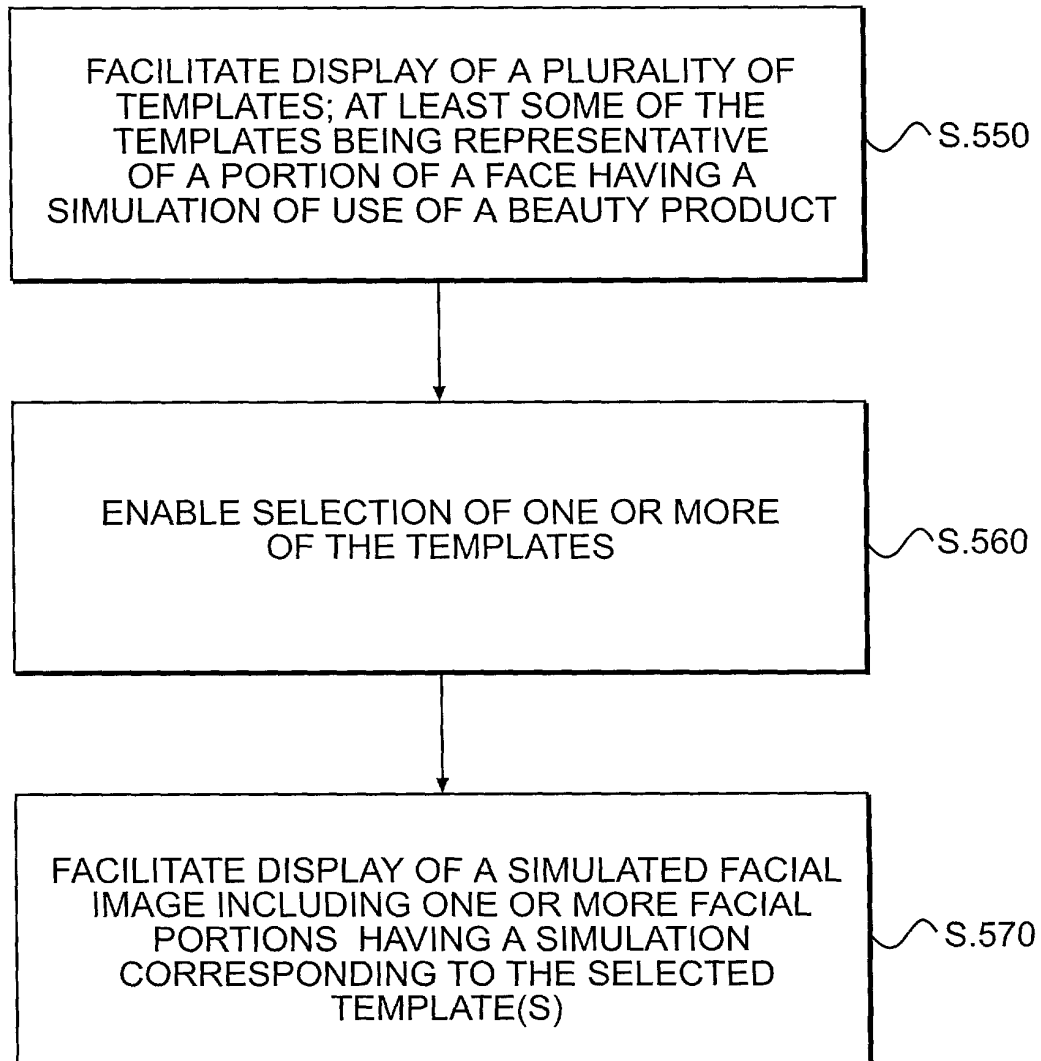 FACILITATE DISPLAY OF A PLURALITY OF
TEMPLATES; AT LEAST SOME OF THE
TEMPLATES BEING REPRESENTATIVE
OF A PORTION OF A FACE HAVING A
SIMULATION OF USE OF A BEAUTY PRODUCT
S.550
ENABLE SELECTION OF ONE OR MORE
OF THE TEMPLATES
S.560
FACILITATE DISPLAY OF A SIMULATED FACIAL
IMAGE INCLUDING ONE OR MORE FACIAL
PORTIONS HAVING A SIMULATION
CORRESPONDING TO THE SELECTED
TEMPLATE(S)
S.570